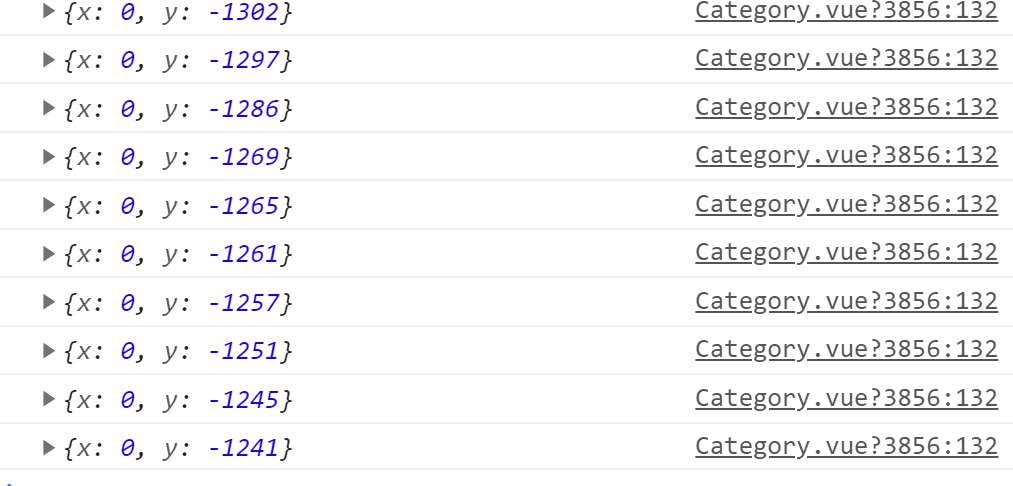 {x: 0, y: -1302} Category.vue?3856:132
{x: 0, y: -1297} Category.vue?3856:132
{x: 0, y: -1286} Category.vue?3856:132
{x: 0, y: -1269} Category.vue?3856:132
{x: 0, y: -1265} Category.vue?3856:132
{x: 0, y: -1261} Category.vue?3856:132
{x: 0, y: -1257} Category.vue?3856:132
{x: 0, y: -1251} Category.vue?3856:132
{x: 0, y: -1245} Category.vue?3856:132
{x: 0, y: -1241} Category.vue?3856:132